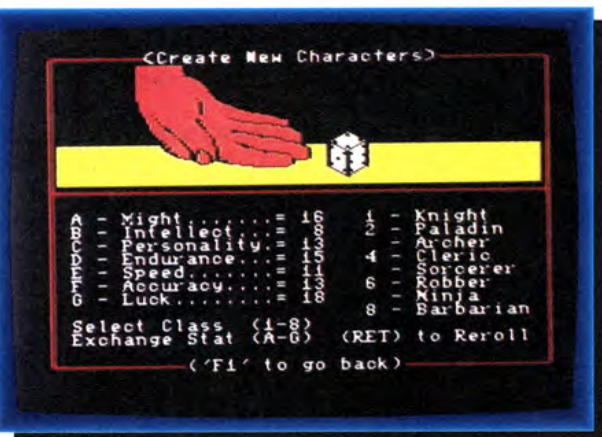 (Create New Characters)
A - Might.......= 16
B - Intellect...= 8
C - Personality.= 13
D - Endurance...= 15
E - Speed.......= 11
F - Accuracy....= 13
G - Luck........= 18
1 - Knight
2 - Paladin
- Archer
4 - Cleric
- Sorcerer
6 - Robber
- Ninja
8 - Barbarian
Select Class (1-8)
Exchange Stat (A-G) (RET) to Reroll
('F1' to go back)